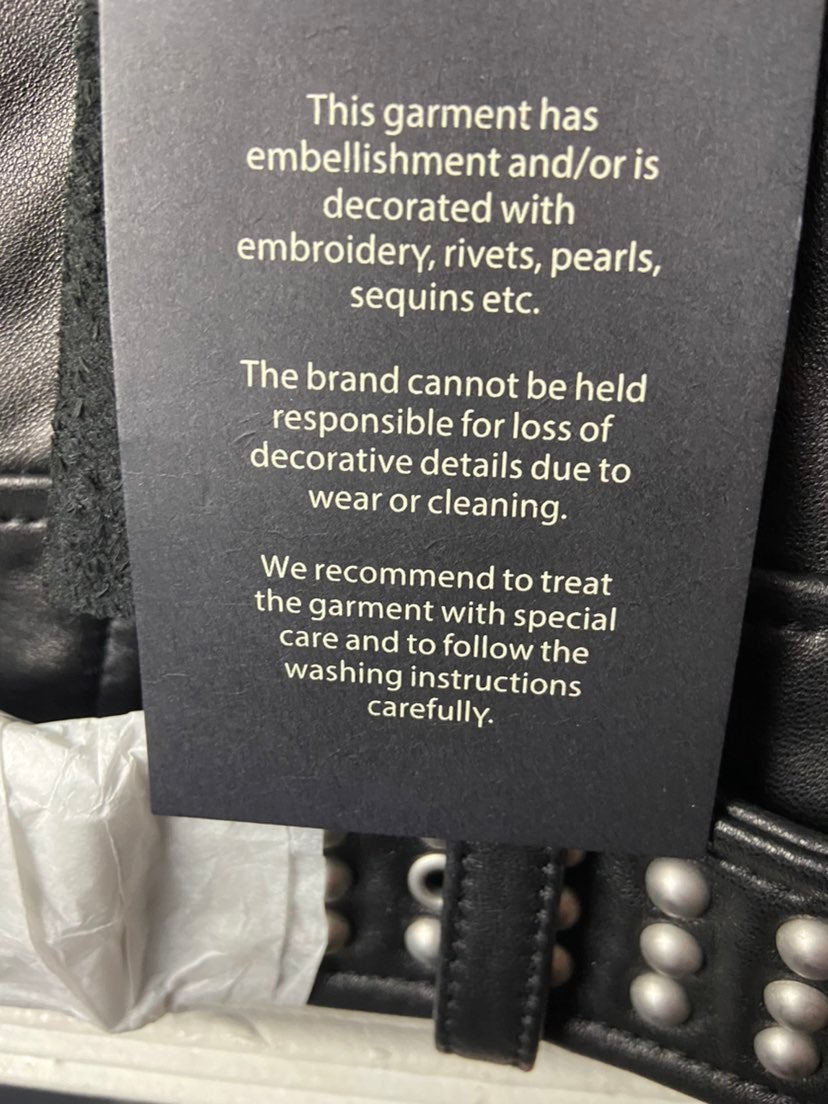 This garment has
embellishment and/or is
decorated with
embroidery, rivets, pearls,
sequins etc.
The brand cannot be held
responsible for loss of
decorative details due to
wear or cleaning.
We recommend to treat
the garment with special
care and to follow the
washing instructions
carefully.